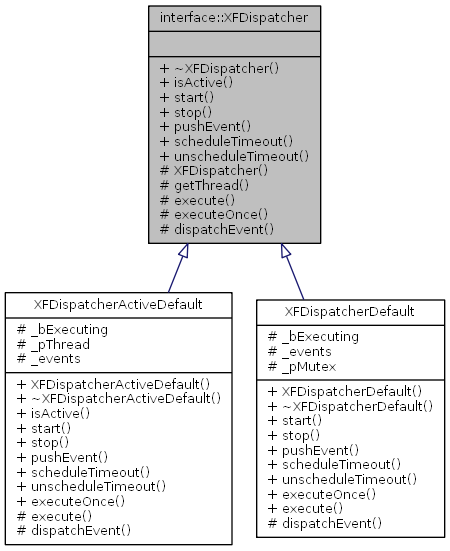 interface::XFDispatcher
+ ~XFDispatcher()
+ isActive()
+ start()
+ stop()
+ pushEvent()
+ scheduleTimeout()
+ unscheduleTimeout()
# XFDispatcher()
# getThread()
# execute()
# executeOnce()
# dispatchEvent()
XFDispatcherActiveDefault
# _bExecuting
# _pThread
# _events
+ XFDispatcherActiveDefault()
+ ~XFDispatcherActiveDefault()
+ isActive()
+ start()
+ stop()
+ pushEvent()
+ scheduleTimeout()
+ unscheduleTimeout()
+ executeOnce()
# execute()
# dispatchEvent()
XFDispatcherDefault
# _bExecuting
# _events
# _pMutex
+ XFDispatcherDefault()
+ ~XFDispatcherDefault()
+ start()
+ stop()
+ pushEvent()
+ scheduleTimeout()
+ unscheduleTimeout()
+ executeOnce()
+ execute()
# dispatchEvent()